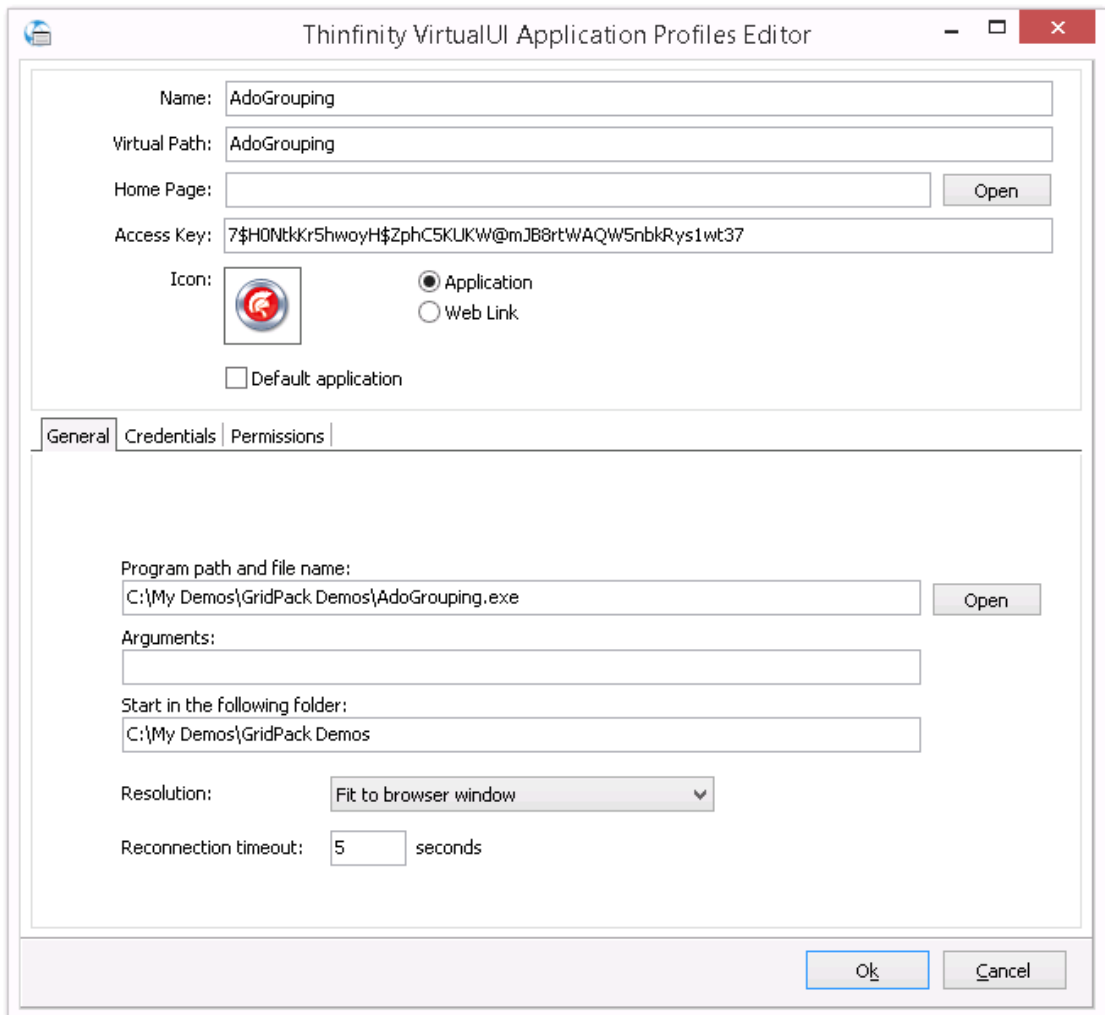 Thinfinity VirtualUI Application Profiles Editor
Name: AdoGrouping
Virtual Path: AdoGrouping
Home Page: Open
Access Key: 7$H0NtkKr5hwoyH$ZphC5KUKW@mJB8rtWAQW5nbkRys1wt37
Icon: Application
Web Link
Default application
General Credentials Permissions
Program path and file name:
C:\My Demos\GridPack Demos\AdoGrouping.exe Open
Arguments:
Start in the following folder:
C:\My Demos\GridPack Demos
Resolution: Fit to browser window
Reconnection timeout: 5 seconds
Ok Cancel